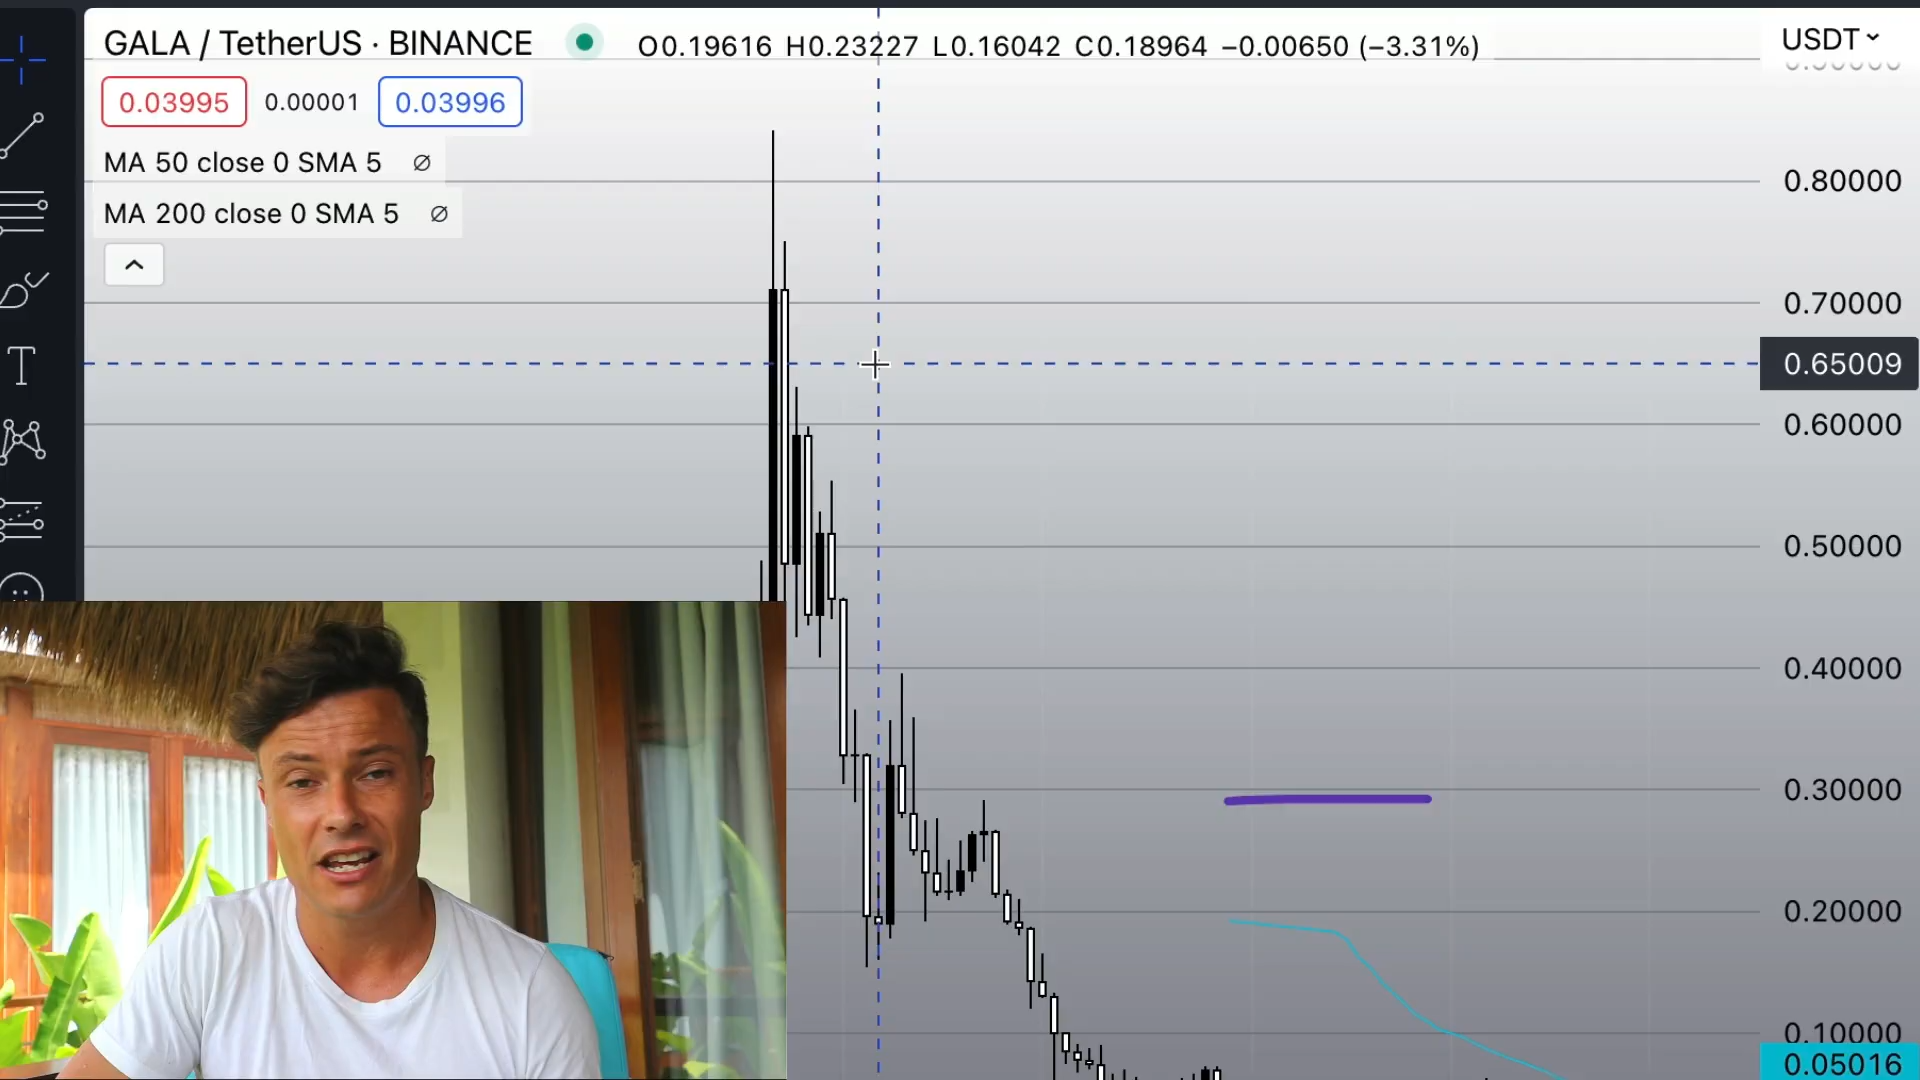 GALA / TetherUS · BINANCE O0.19616 H0.23227 L0.16042 C0.18964 −0.00650 (−3.31%) USDT
0.03995 0.00001 0.03996
MA 50 close 0 SMA 5 ∅
MA 200 close 0 SMA 5 ∅
0.80000
0.70000
0.65009
0.60000
0.50000
0.40000
0.30000
0.20000
0.10000
0.05016